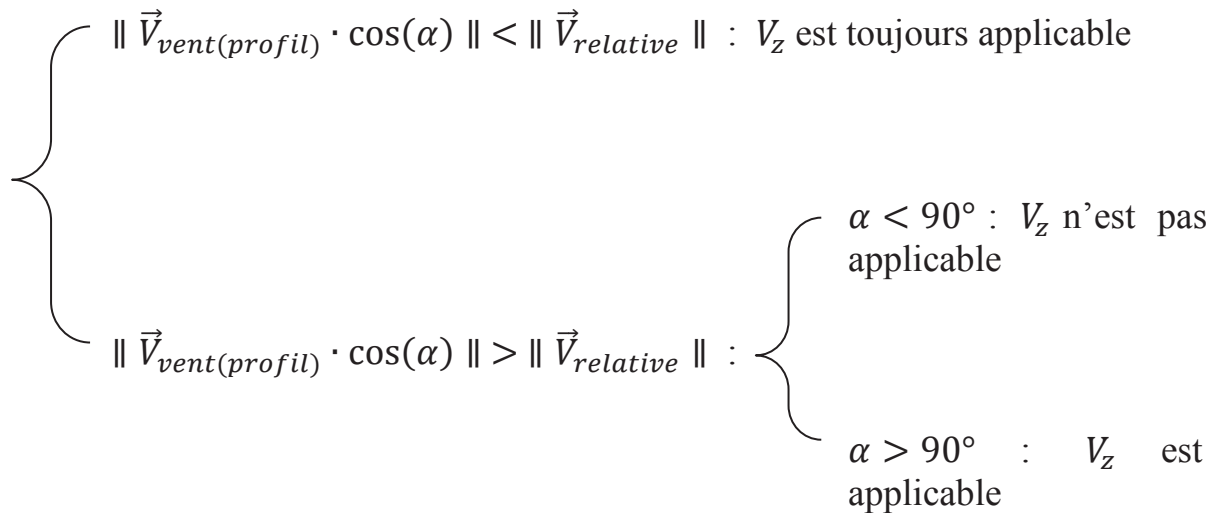 ‖ V⃗_vent(profil) · cos(α) ‖ < ‖ V⃗_relative ‖ : V_z est toujours applicable
α < 90° : V_z n’est pas
applicable
‖ V⃗_vent(profil) · cos(α) ‖ > ‖ V⃗_relative ‖ :
α > 90° : V_z est
applicable